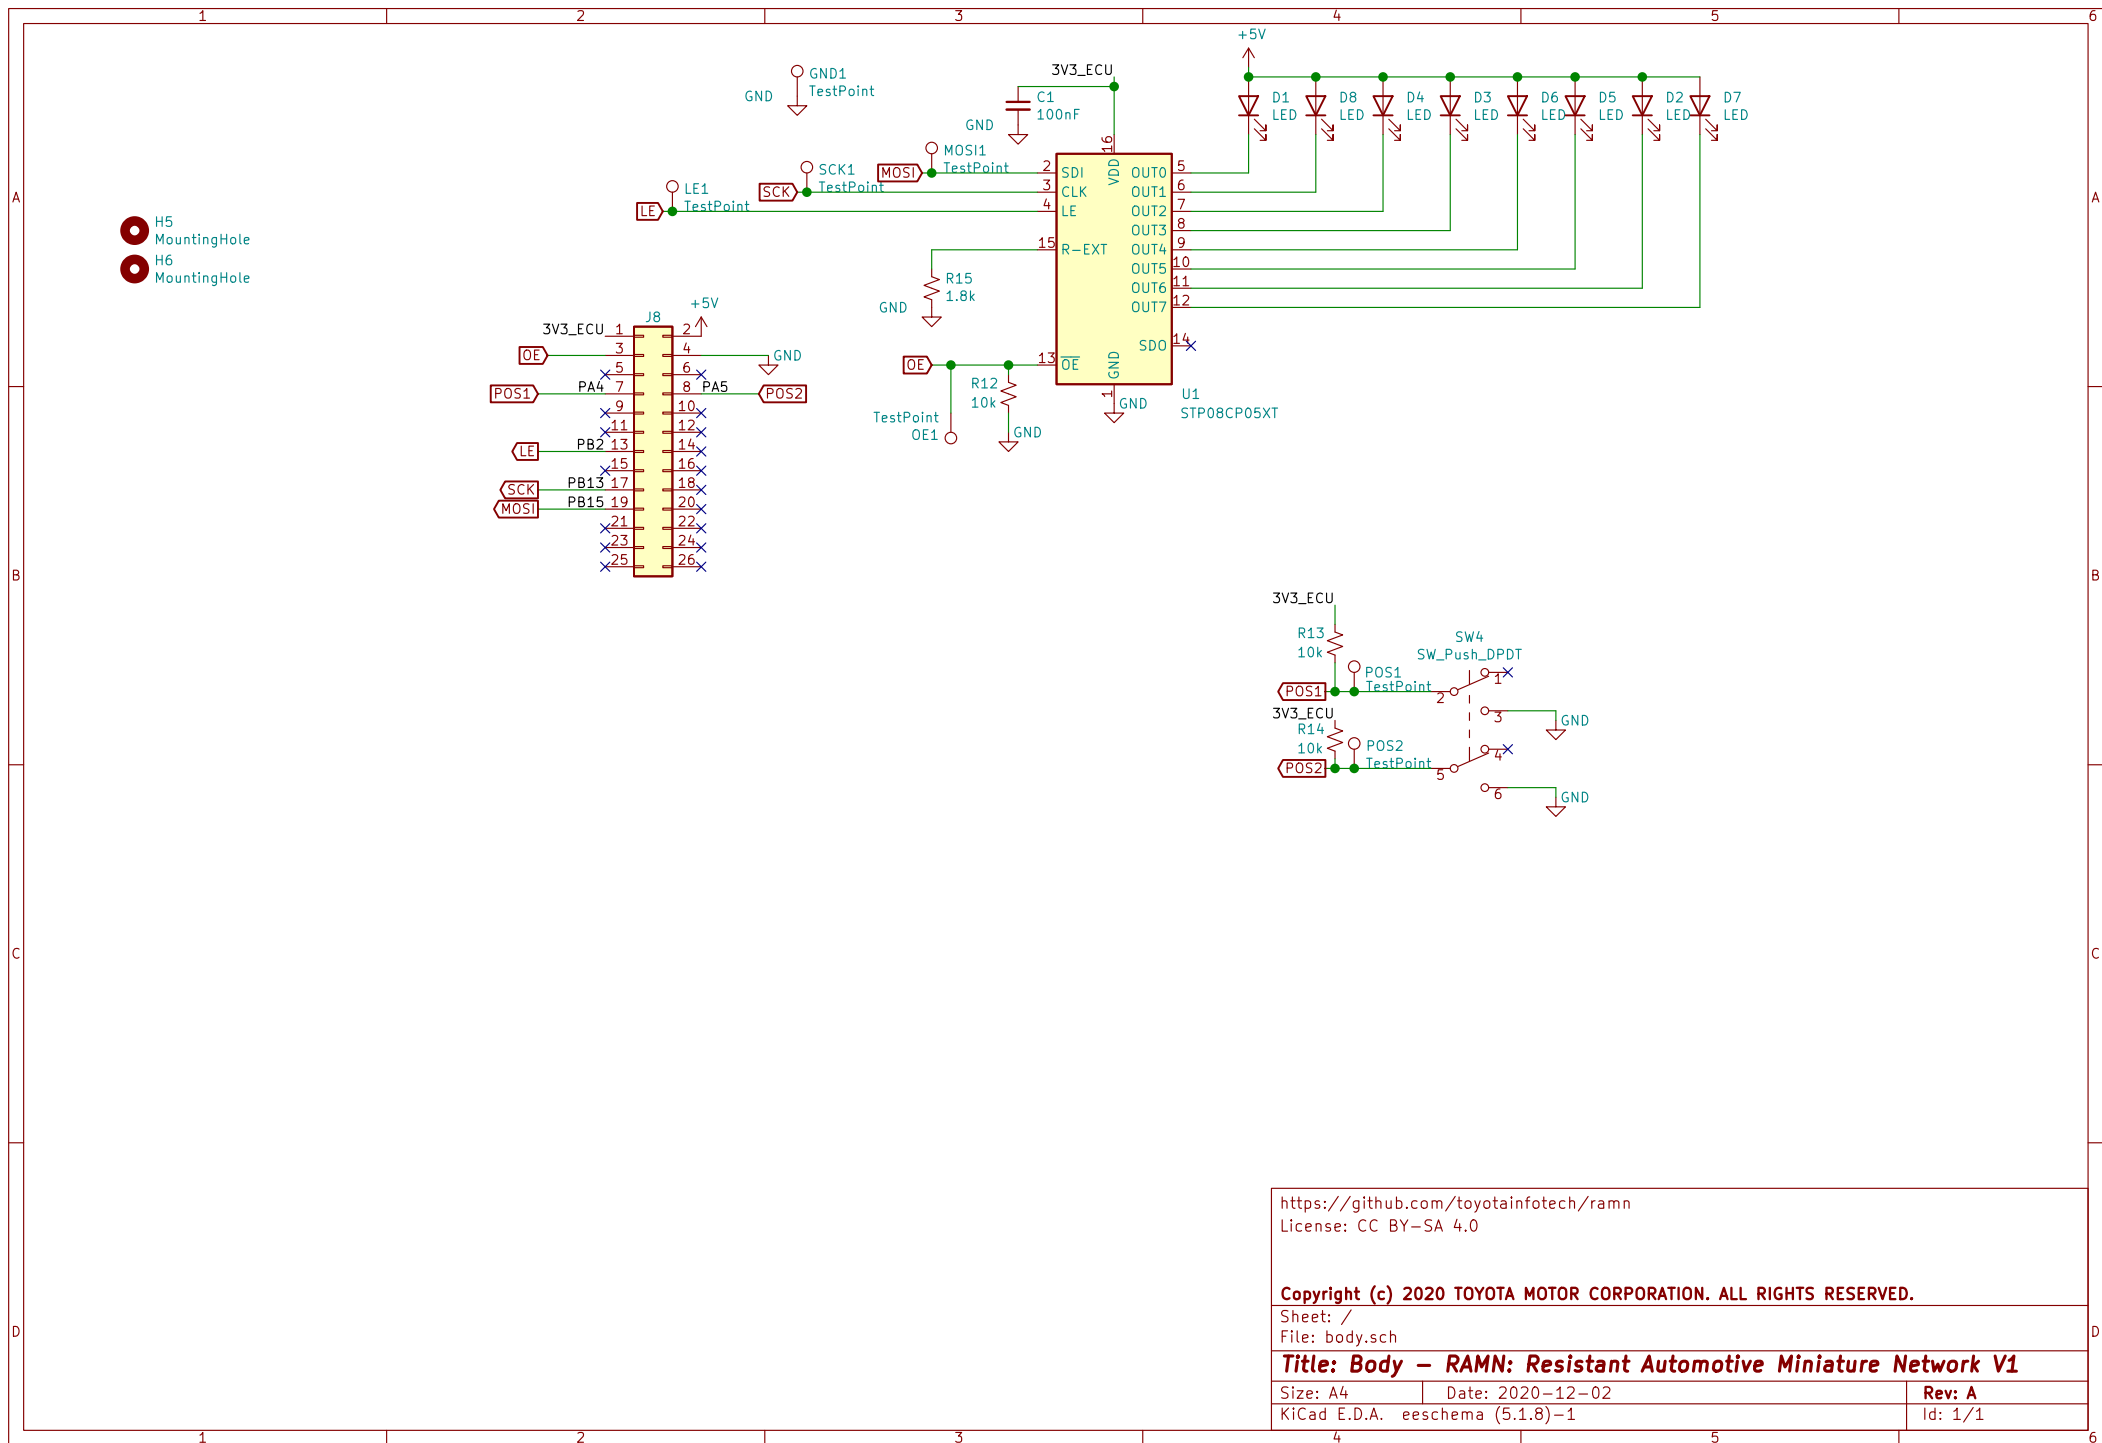 1 2 3 4 5 6
+5V
GND1
TestPoint
GND
3V3_ECU
C1
100nF
GND
D1
LED
D8
LED
D4
LED
D3
LED
D6
LED
D5
LED
D2
LED
D7
LED
MOSI
MOSI1
TestPoint
SCK
SCK1
TestPoint
LE
LE1
TestPoint
A
A
16
VDD
2 SDI
3 CLK
4 LE
15 R-EXT
13 OE
OUT0 5
OUT1 6
OUT2 7
OUT3 8
OUT4 9
OUT5 10
OUT6 11
OUT7 12
SDO 14
GND
1
GND
U1
STP08CP05XT
H5
MountingHole
H6
MountingHole
R15
1.8k
GND
OE
R12
10k
TestPoint
OE1
GND
+5V
J8
3V3_ECU 1 2
OE 3 4 GND
5 6
POS1 PA4 7 8 PA5 POS2
9 10
11 12
LE PB2 13 14
15 16
SCK PB13 17 18
MOSI PB15 19 20
21 22
23 24
25 26
B
B
3V3_ECU
R13
10k
POS1
POS1
TestPoint
SW4
SW_Push_DPDT
1
2
3
GND
3V3_ECU
R14
10k
POS2
POS2
TestPoint
4
5
6
GND
C
C
https://github.com/toyotainfotech/ramn
License: CC BY-SA 4.0
Copyright (c) 2020 TOYOTA MOTOR CORPORATION. ALL RIGHTS RESERVED.
Sheet: /
File: body.sch
D
D
Title: Body – RAMN: Resistant Automotive Miniature Network V1
Size: A4 Date: 2020-12-02 Rev: A
KiCad E.D.A. eeschema (5.1.8)-1 Id: 1/1
1 2 3 4 5 6